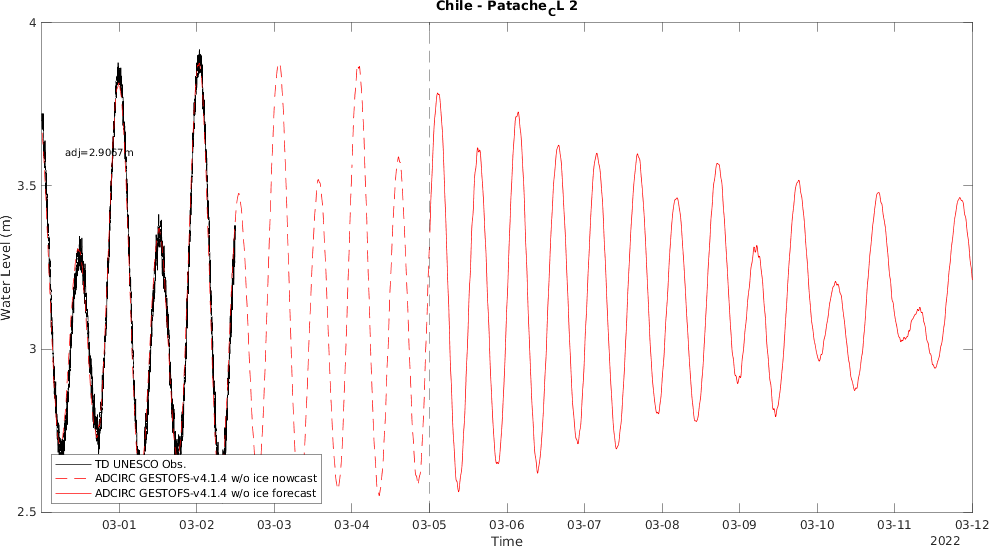 Chile - Patache_CL 2
Water Level (m)
4
3.5
3
2.5
adj=2.9067m
TD UNESCO Obs.
ADCIRC GESTOFS-v4.1.4 w/o ice nowcast
ADCIRC GESTOFS-v4.1.4 w/o ice forecast
03-01 03-02 03-03 03-04 03-05 03-06 03-07 03-08 03-09 03-10 03-11 03-12
Time
2022